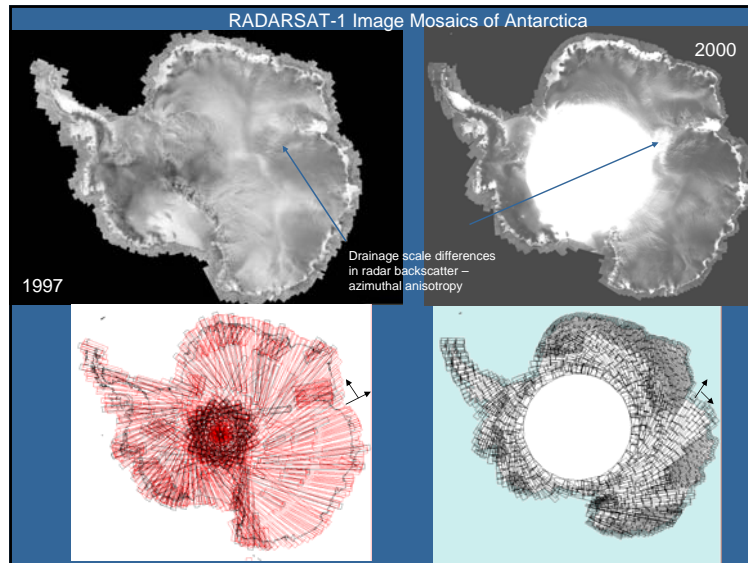 RADARSAT-1 Image Mosaics of Antarctica
2000
Drainage scale differences
in radar backscatter –
azimuthal anisotropy
1997